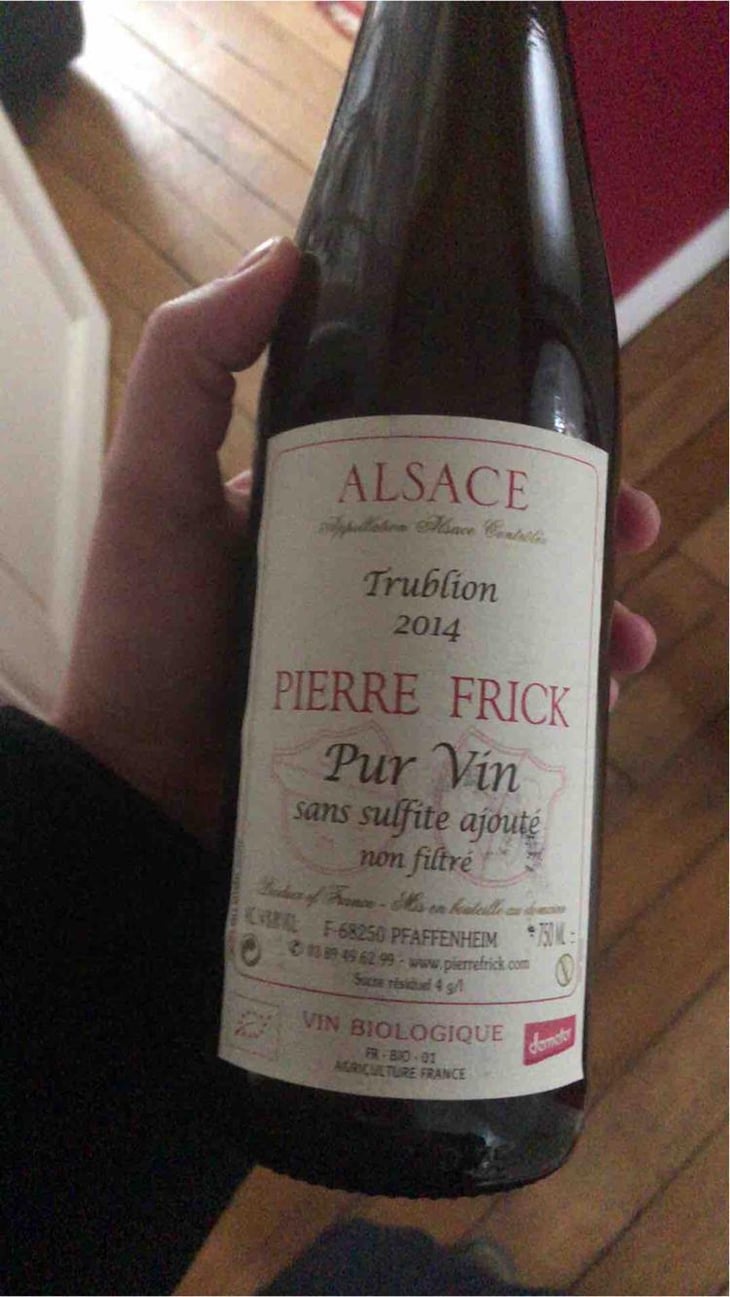 ALSACE
Appellation Alsace Contrôlée
Trublion
2014
PIERRE FRICK
Pur Vin
sans sulfite ajouté
non filtré
Produce of France - Mis en bouteille au domaine
F-68250 PFAFFENHEIM 750 ML
03 89 49 62 99 - www.pierrefrick.com
Sucre résiduel 4 g/l
VIN BIOLOGIQUE
demeter
FR - BIO - 01
AGRICULTURE FRANCE